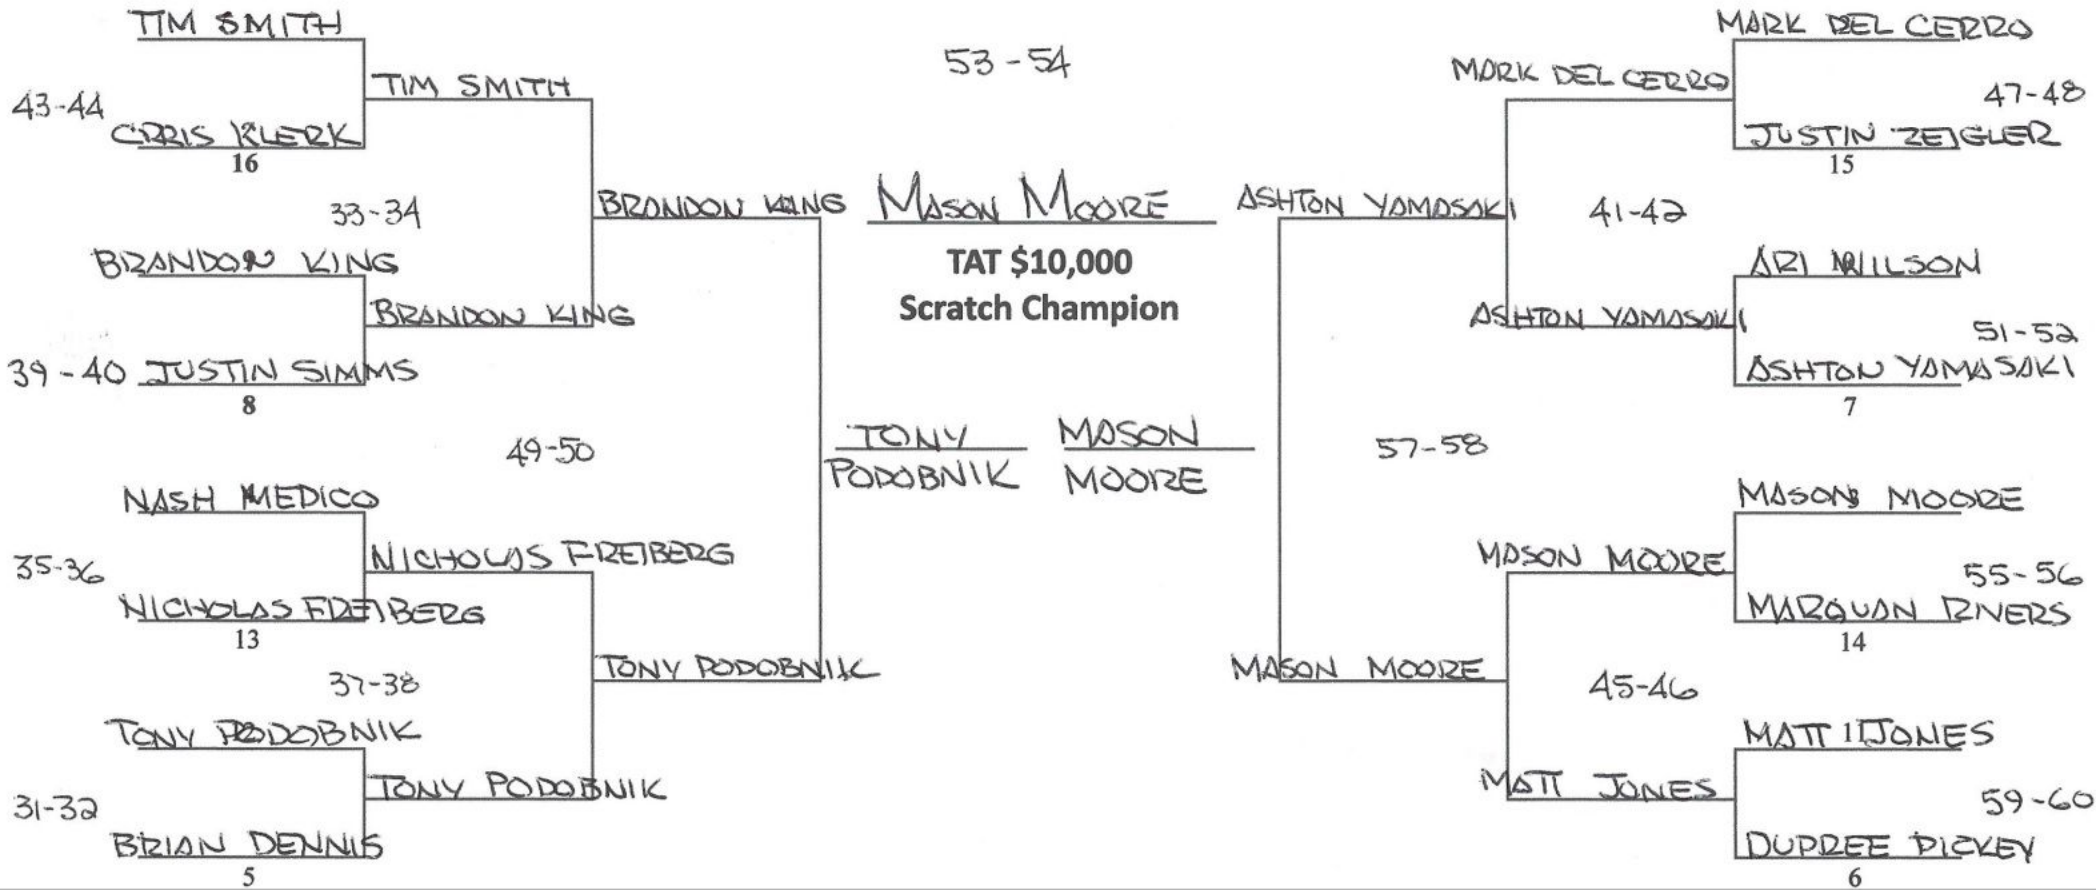 TIM SMITH
43-44
TIM SMITH
CRRIS KLERK
16
33-34
BRANDON KING
BRANDON KING
BRANDON KING
39-40 JUSTIN SIMMS
8
49-50
NASH MEDICO
35-36
NICHOLAS FREIBERG
NICHOLAS FREIBERG
13
37-38
TONY PODOBNIK
TONY PODOBNIK
TONY PODOBNIK
31-32
BRIAN DENNIS
5
53-54
MASON MOORE
TAT $10,000
Scratch Champion
TONY
PODOBNIK
MASON
MOORE
MARK DEL CERRO
MARK DEL CERRO
47-48
JUSTIN ZEIGLER
15
ASHTON YAMASAKI
41-42
ARI WILSON
ASHTON YAMASAKI
51-52
ASHTON YAMASAKI
7
57-58
MASON MOORE
MASON MOORE
55-56
MARQUAN RIVERS
14
MASON MOORE
45-46
MATT JONES
MATT JONES
59-60
DUPREE DICKEY
6